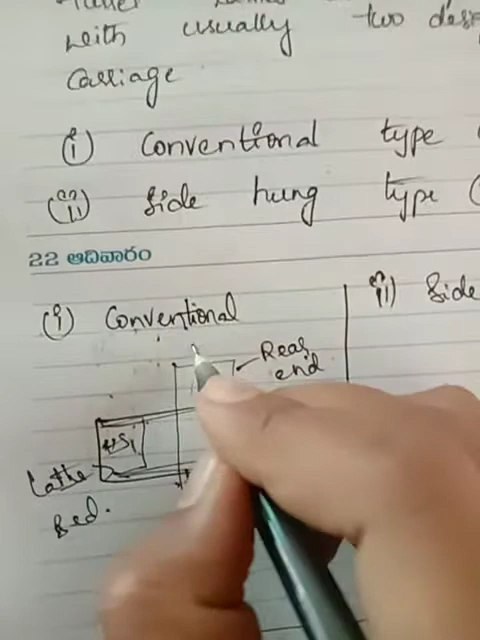 with usually two
carriage
(i) Conventional type
(ii) side hung type (
22 ఆదివారం
(i) Conventional
ii) Side
Rear
end
HSi
Lathe
Bed.